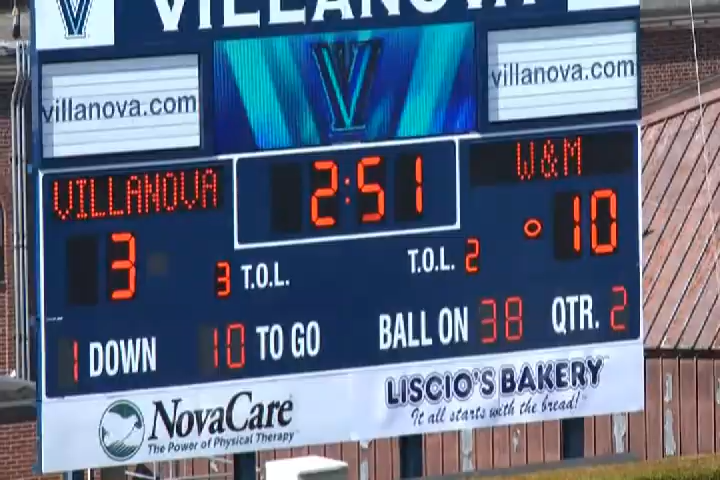 VILLANOVA
villanova.com
V
villanova.com
VILLANOVA
2:51
W&M
3
3 T.O.L.
T.O.L. 2
10
1 DOWN
10 TO GO
BALL ON 38
QTR. 2
NovaCare
The Power of Physical Therapy
LISCIO'S BAKERY
It all starts with the bread!